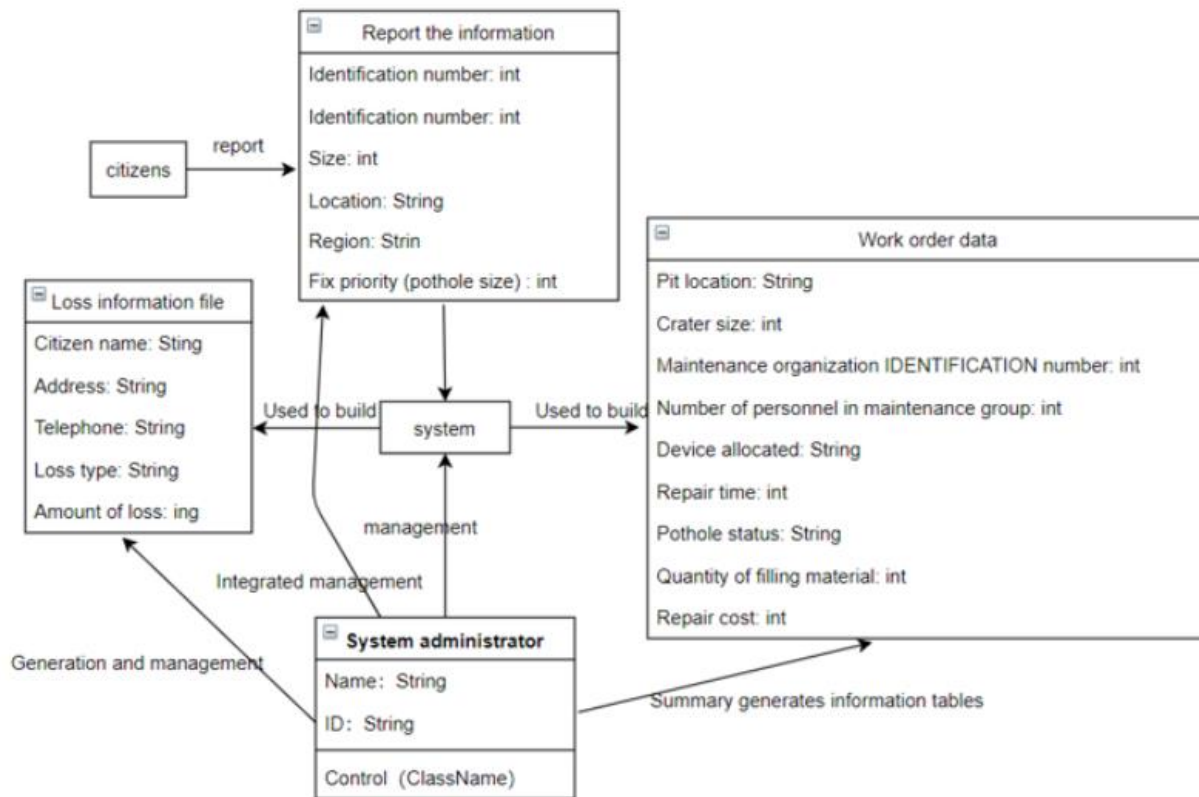 Report the information
Identification number: int
Identification number: int
Size: int
Location: String
Region: Strin
Fix priority (pothole size) : int
citizens
report
Work order data
Pit location: String
Crater size: int
Maintenance organization IDENTIFICATION number: int
Number of personnel in maintenance group: int
Device allocated: String
Repair time: int
Pothole status: String
Quantity of filling material: int
Repair cost: int
Loss information file
Citizen name: Sting
Address: String
Telephone: String
Loss type: String
Amount of loss: ing
Used to build
system
Used to build
management
Integrated management
Generation and management
System administrator
Name: String
ID: String
Control (ClassName)
Summary generates information tables